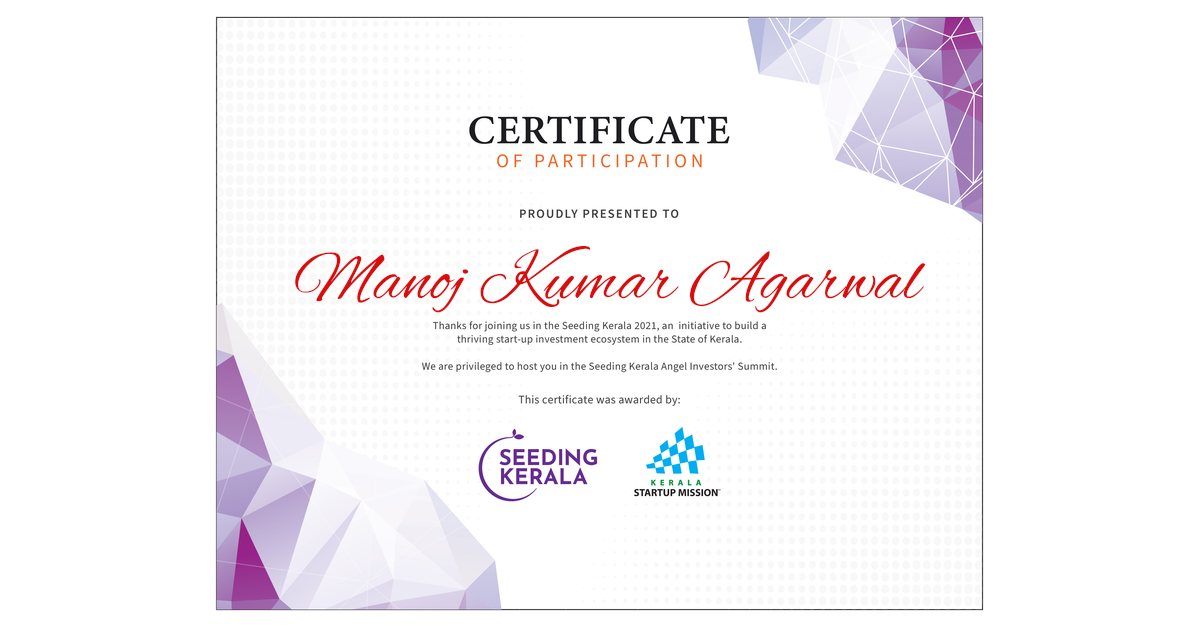 CERTIFICATE
OF PARTICIPATION
PROUDLY PRESENTED TO
Manoj Kumar Agarwal
Thanks for joining us in the Seeding Kerala 2021, an initiative to build a
thriving start-up investment ecosystem in the State of Kerala.
We are privileged to host you in the Seeding Kerala Angel Investors' Summit.
This certificate was awarded by:
SEEDING
KERALA
KERALA
STARTUP MISSION